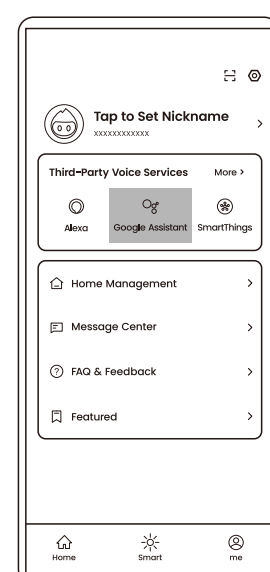 Tap to Set Nickname
xxxxxxxxxxxx
Third-Party Voice Services More >
Alexa Google Assistant SmartThings
Home Management
Message Center
FAQ & Feedback
Featured
Home Smart me